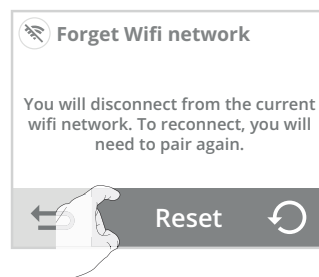 Forget Wifi network
You will disconnect from the current
wifi network. To reconnect, you will
need to pair again.
Reset